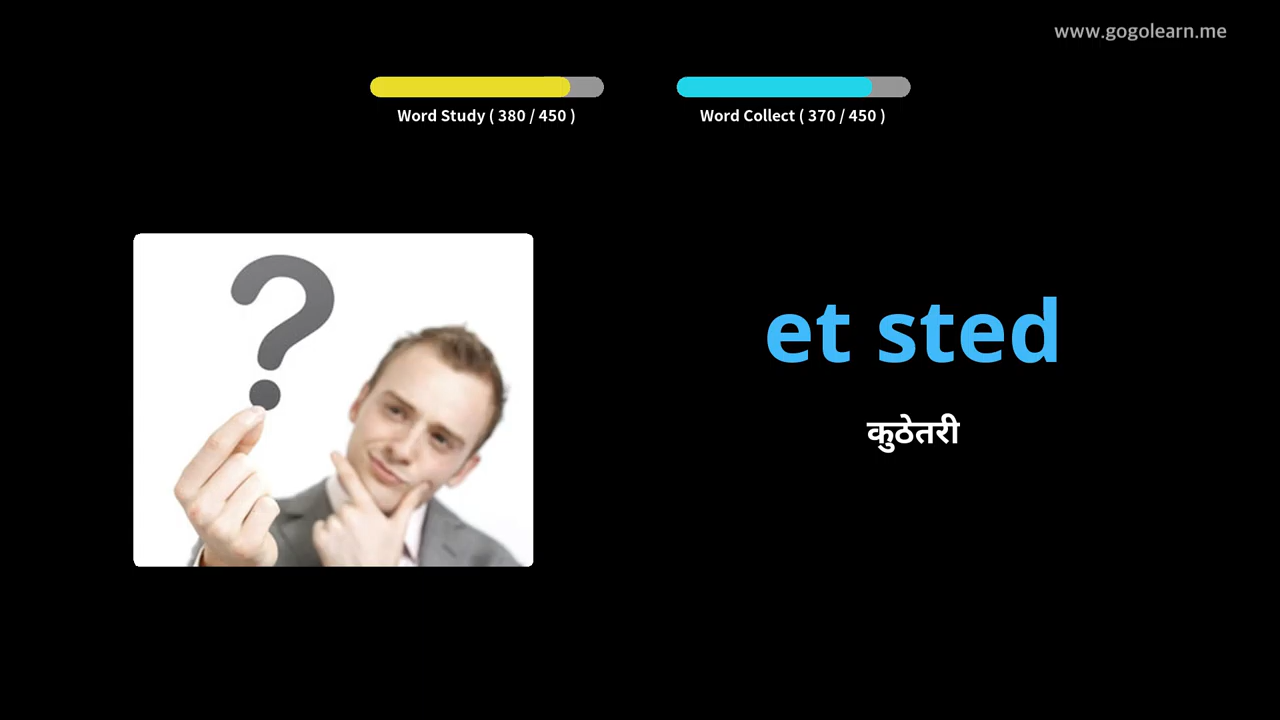 www.gogolearn.me
Word Study ( 380 / 450 )
Word Collect ( 370 / 450 )
et sted
कुठेतरी